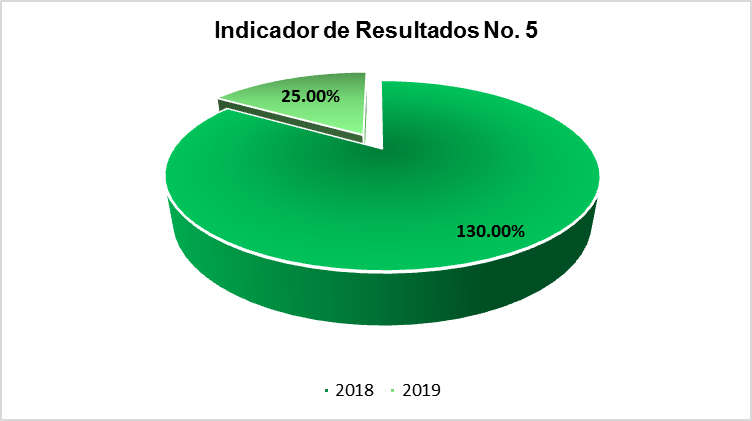 Indicador de Resultados No. 5
25.00%
130.00%
2018 2019